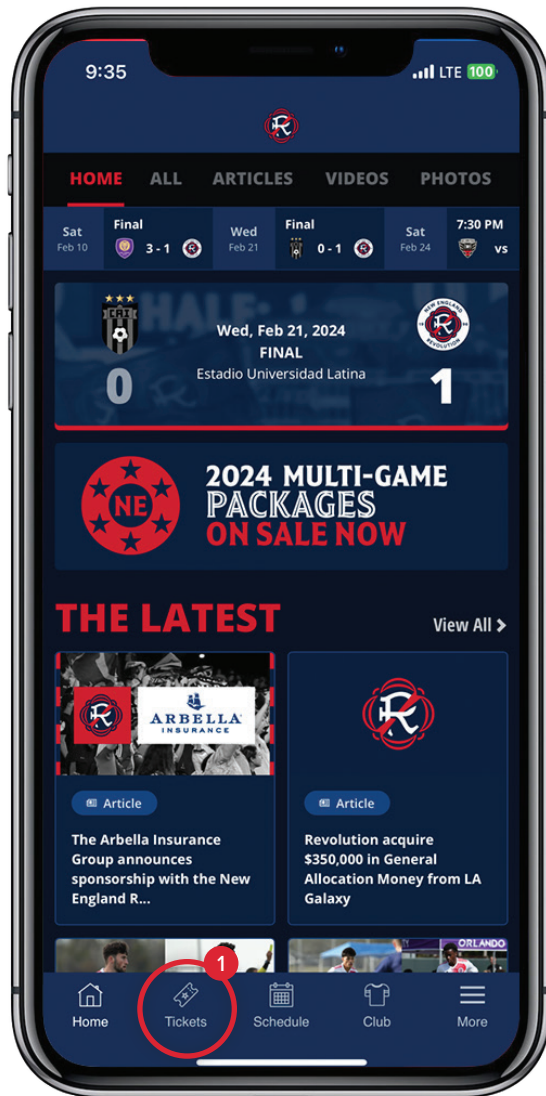 9:35
LTE 100
HOME ALL ARTICLES VIDEOS PHOTOS
Sat
Feb 10
Final
3 - 1
Wed
Feb 21
Final
0 - 1
Sat
Feb 24
7:30 PM
vs
CAI
Wed, Feb 21, 2024
FINAL
Estadio Universidad Latina
0
1
NEW ENGLAND
REVOLUTION
NE
2024 MULTI-GAME
PACKAGES
ON SALE NOW
THE LATEST
View All
ARBELLA
INSURANCE
Article
The Arbella Insurance
Group announces
sponsorship with the New
England R...
Article
Revolution acquire
$350,000 in General
Allocation Money from LA
Galaxy
ORLANDO
1
Home Tickets Schedule Club More